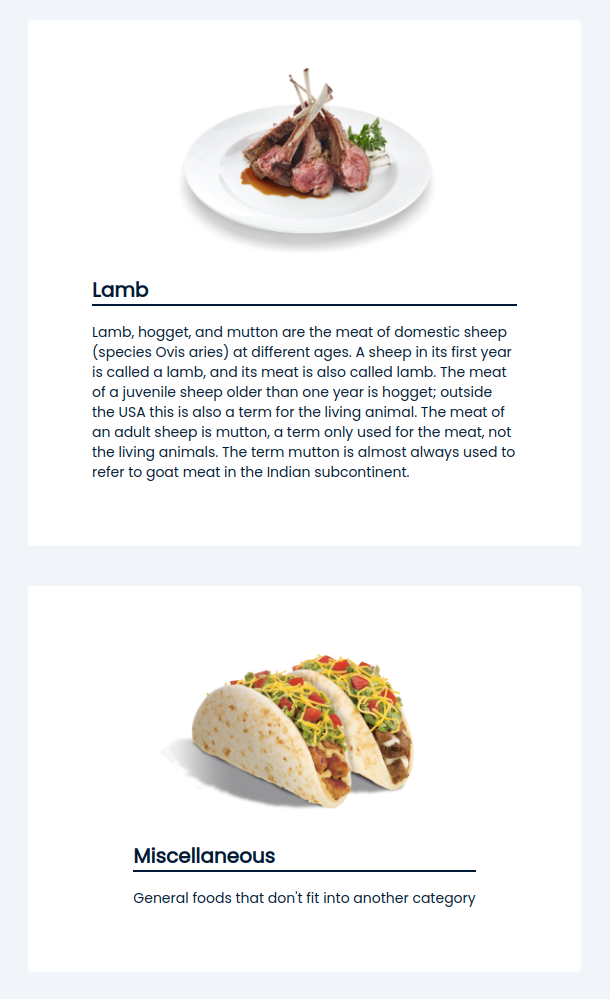 Lamb
Lamb, hogget, and mutton are the meat of domestic sheep
(species Ovis aries) at different ages. A sheep in its first year
is called a lamb, and its meat is also called lamb. The meat
of a juvenile sheep older than one year is hogget; outside
the USA this is also a term for the living animal. The meat of
an adult sheep is mutton, a term only used for the meat, not
the living animals. The term mutton is almost always used to
refer to goat meat in the Indian subcontinent.
Miscellaneous
General foods that don't fit into another category